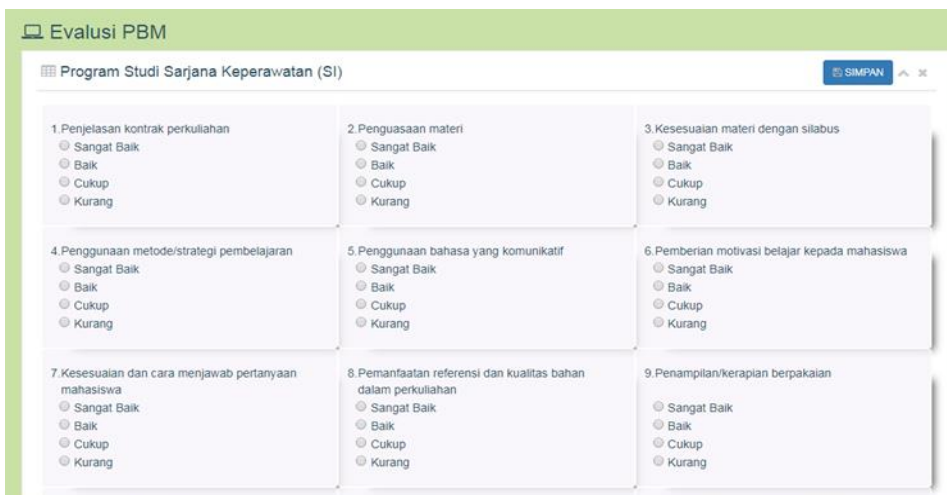 Evalusi PBM
Program Studi Sarjana Keperawatan (SI)
SIMPAN
1.Penjelasan kontrak perkuliahan
Sangat Baik
Baik
Cukup
Kurang
2.Penguasaan materi
Sangat Baik
Baik
Cukup
Kurang
3.Kesesuaian materi dengan silabus
Sangat Baik
Baik
Cukup
Kurang
4.Penggunaan metode/strategi pembelajaran
Sangat Baik
Baik
Cukup
Kurang
5.Penggunaan bahasa yang komunikatif
Sangat Baik
Baik
Cukup
Kurang
6.Pemberian motivasi belajar kepada mahasiswa
Sangat Baik
Baik
Cukup
Kurang
7.Kesesuaian dan cara menjawab pertanyaan
mahasiswa
Sangat Baik
Baik
Cukup
Kurang
8.Pemanfaatan referensi dan kualitas bahan
dalam perkuliahan
Sangat Baik
Baik
Cukup
Kurang
9.Penampilan/kerapian berpakaian
Sangat Baik
Baik
Cukup
Kurang